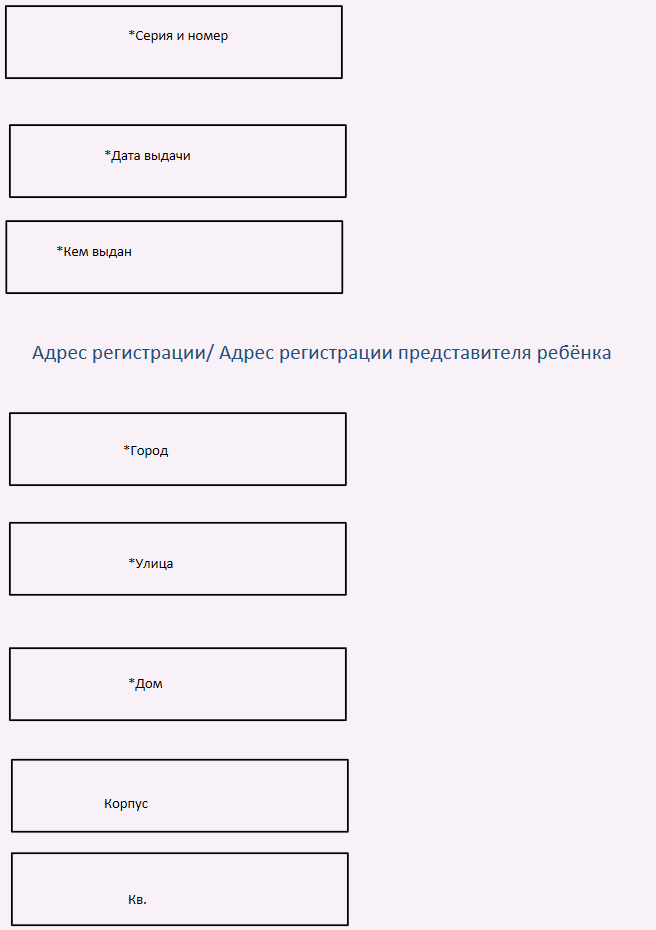 *Серия и номер
*Дата выдачи
*Кем выдан
Адрес регистрации/ Адрес регистрации представителя ребёнка
*Город
*Улица
*Дом
Корпус
Кв.